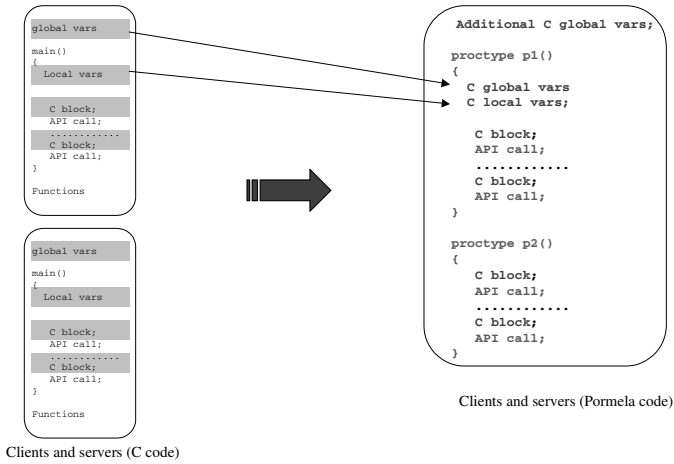 global vars
main()
{
Local vars
C block;
API call;
............
C block;
API call;
}
Functions
global vars
main()
{
Local vars
C block;
API call;
............
C block;
API call;
}
Functions
Clients and servers (C code)
Additional C global vars;
proctype p1()
{
C global vars
C local vars;
C block;
API call;
............
C block;
API call;
}
proctype p2()
{
C block;
API call;
............
C block;
API call;
}
Clients and servers (Pormela code)